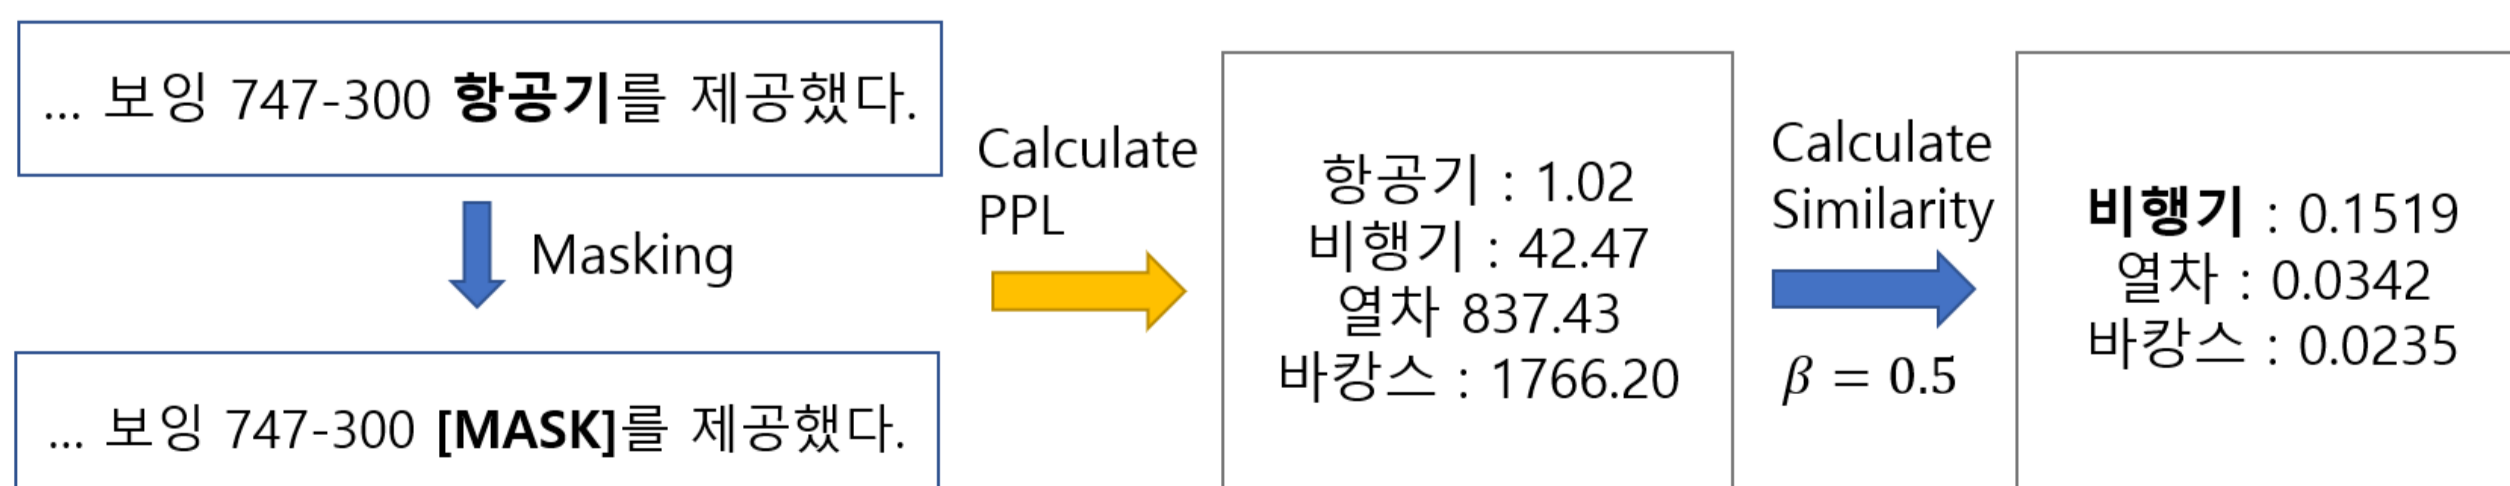 ... 보잉 747-300 항공기를 제공했다.
Masking
... 보잉 747-300 [MASK]를 제공했다.
Calculate
PPL
항공기 : 1.02
비행기 : 42.47
열차 837.43
바캉스 : 1766.20
Calculate
Similarity
β = 0.5
비행기 : 0.1519
열차 : 0.0342
바캉스 : 0.0235